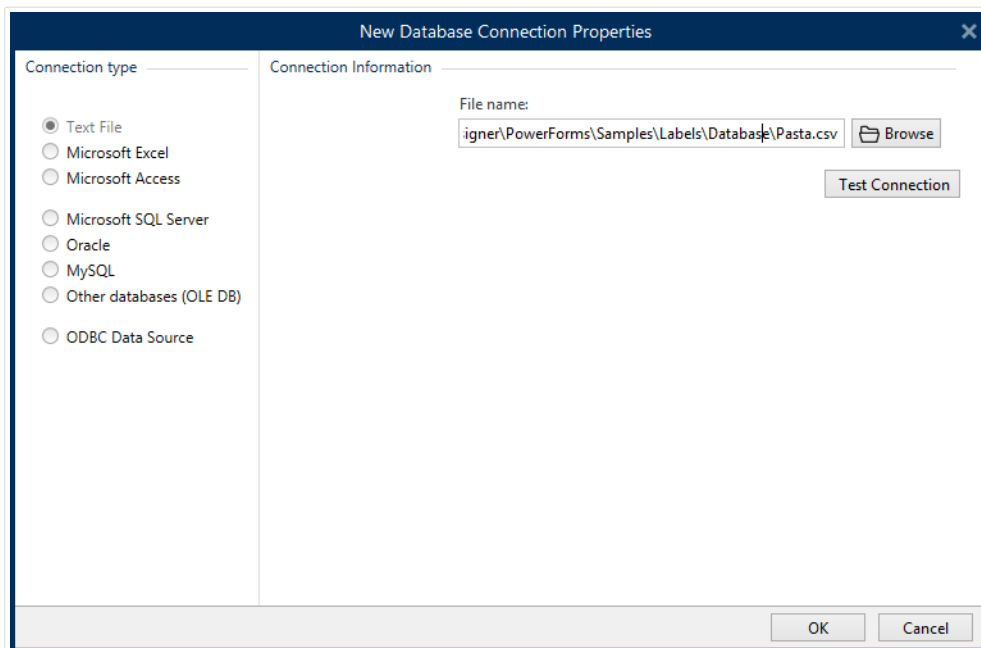 New Database Connection Properties
Connection type
Connection Information
File name:
Text File
igner\PowerForms\Samples\Labels\Database\Pasta.csv
Browse
Microsoft Excel
Microsoft Access
Test Connection
Microsoft SQL Server
Oracle
MySQL
Other databases (OLE DB)
ODBC Data Source
OK
Cancel